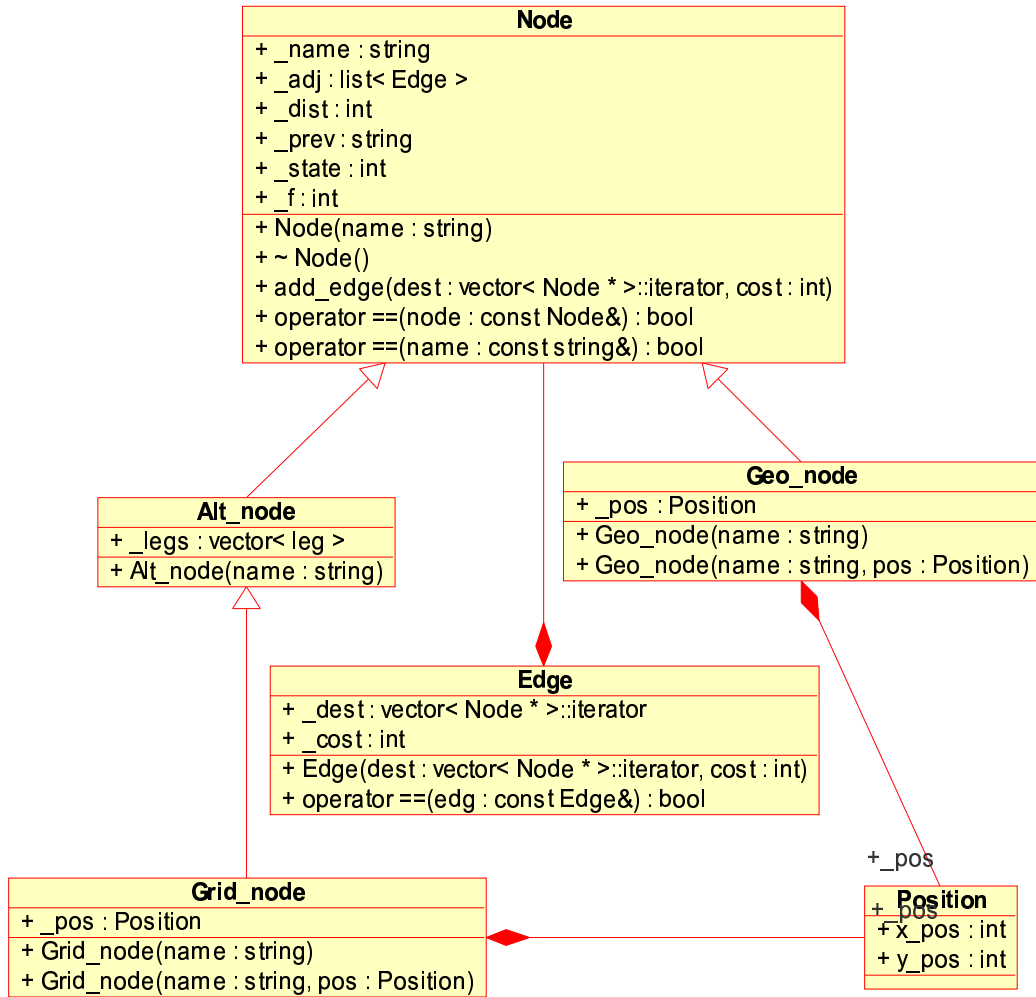 Node
+ _name : string
+ _adj : list< Edge >
+ _dist : int
+ _prev : string
+ _state : int
+ _f : int
+ Node(name : string)
+ ~ Node()
+ add_edge(dest : vector< Node * >::iterator, cost : int)
+ operator ==(node : const Node&) : bool
+ operator ==(name : const string&) : bool
Geo_node
+ _pos : Position
+ Geo_node(name : string)
+ Geo_node(name : string, pos : Position)
Alt_node
+ _legs : vector< leg >
+ Alt_node(name : string)
Edge
+ _dest : vector< Node * >::iterator
+ _cost : int
+ Edge(dest : vector< Node * >::iterator, cost : int)
+ operator ==(edg : const Edge&) : bool
+_pos
Grid_node
+ _pos : Position
+ Grid_node(name : string)
+ Grid_node(name : string, pos : Position)
Position
+_pos
+ x_pos : int
+ y_pos : int